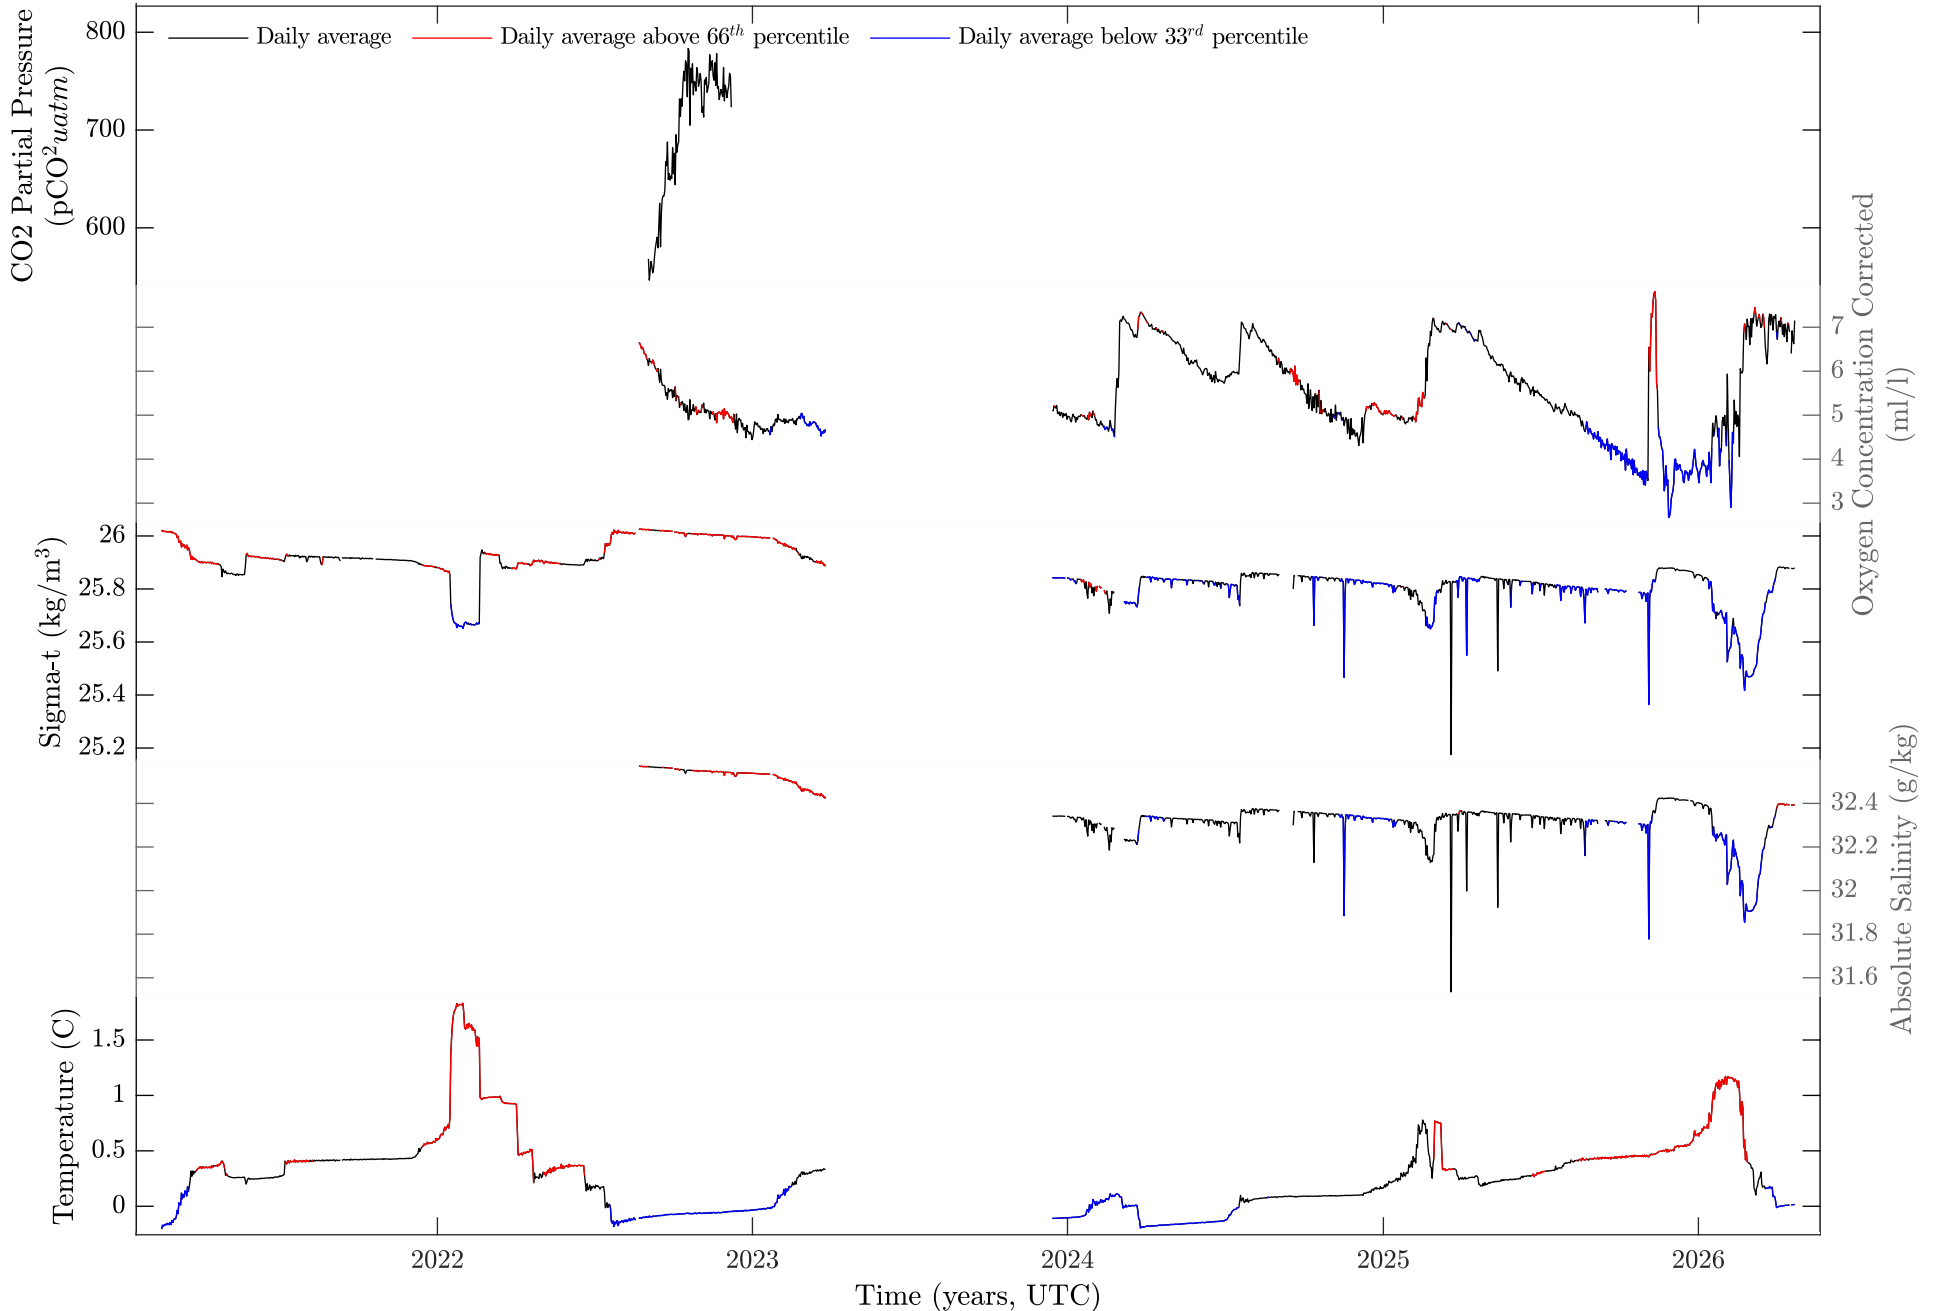 Daily average
Daily average above 66th percentile
Daily average below 33rd percentile
CO2 Partial Pressure
(pCO2uatm)
800
700
600
Oxygen Concentration Corrected
(ml/l)
7
6
5
4
3
Sigma-t (kg/m3)
26
25.8
25.6
25.4
25.2
Absolute Salinity (g/kg)
32.4
32.2
32
31.8
31.6
Temperature (C)
1.5
1
0.5
0
2022
2023
2024
2025
2026
Time (years, UTC)